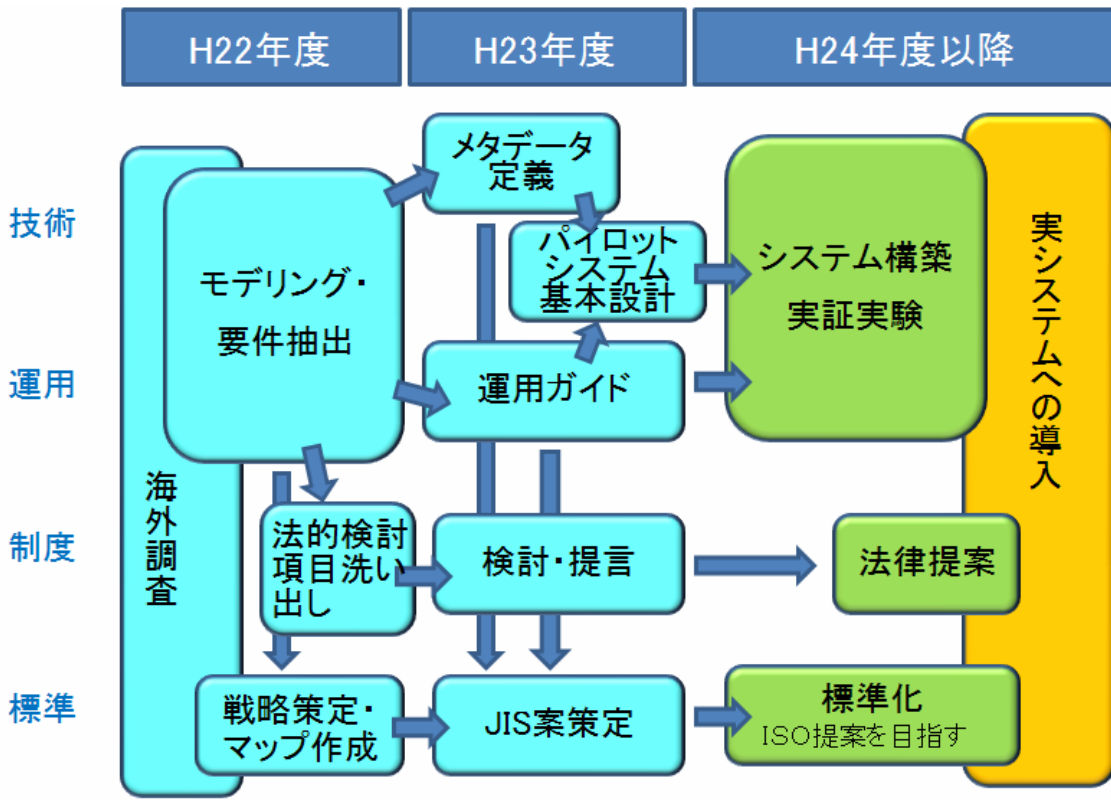 H22年度
H23年度
H24年度以降
技術
運用
制度
標準
海外調査
モデリング・
要件抽出
法的検討
項目洗い
出し
戦略策定・
マップ作成
メタデータ
定義
パイロット
システム
基本設計
運用ガイド
検討・提言
JIS案策定
システム構築
実証実験
法律提案
標準化
ISO提案を目指す
実システムへの導入